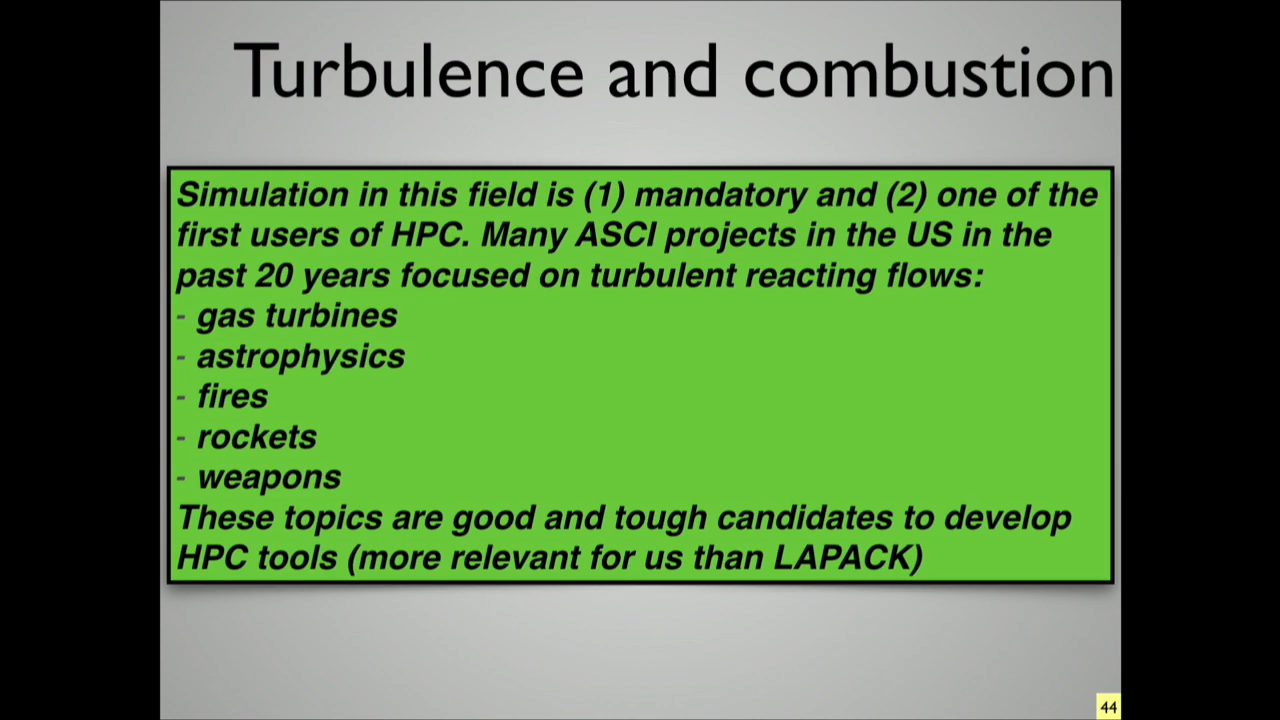 Turbulence and combustion
Simulation in this field is (1) mandatory and (2) one of the
first users of HPC. Many ASCI projects in the US in the
past 20 years focused on turbulent reacting flows:
- gas turbines
- astrophysics
- fires
- rockets
- weapons
These topics are good and tough candidates to develop
HPC tools (more relevant for us than LAPACK)
44